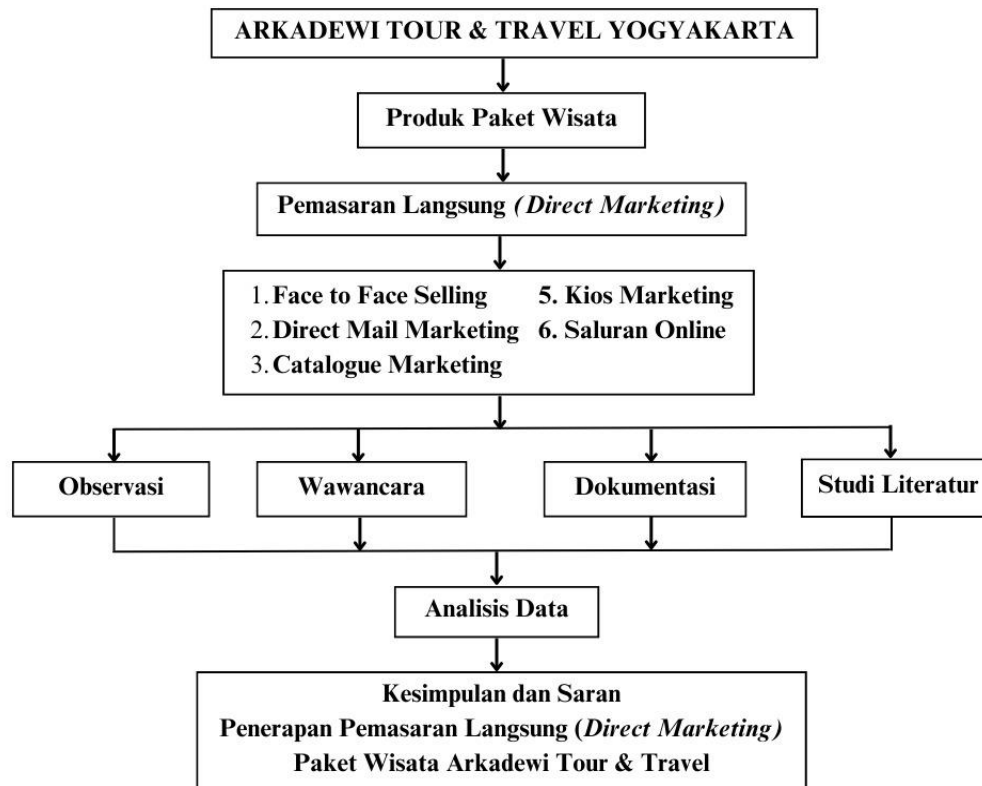 ARKADEWI TOUR & TRAVEL YOGYAKARTA
Produk Paket Wisata
Pemasaran Langsung (Direct Marketing)
1. Face to Face Selling
2. Direct Mail Marketing
3. Catalogue Marketing
5. Kios Marketing
6. Saluran Online
Observasi
Wawancara
Dokumentasi
Studi Literatur
Analisis Data
Kesimpulan dan Saran
Penerapan Pemasaran Langsung (Direct Marketing)
Paket Wisata Arkadewi Tour & Travel